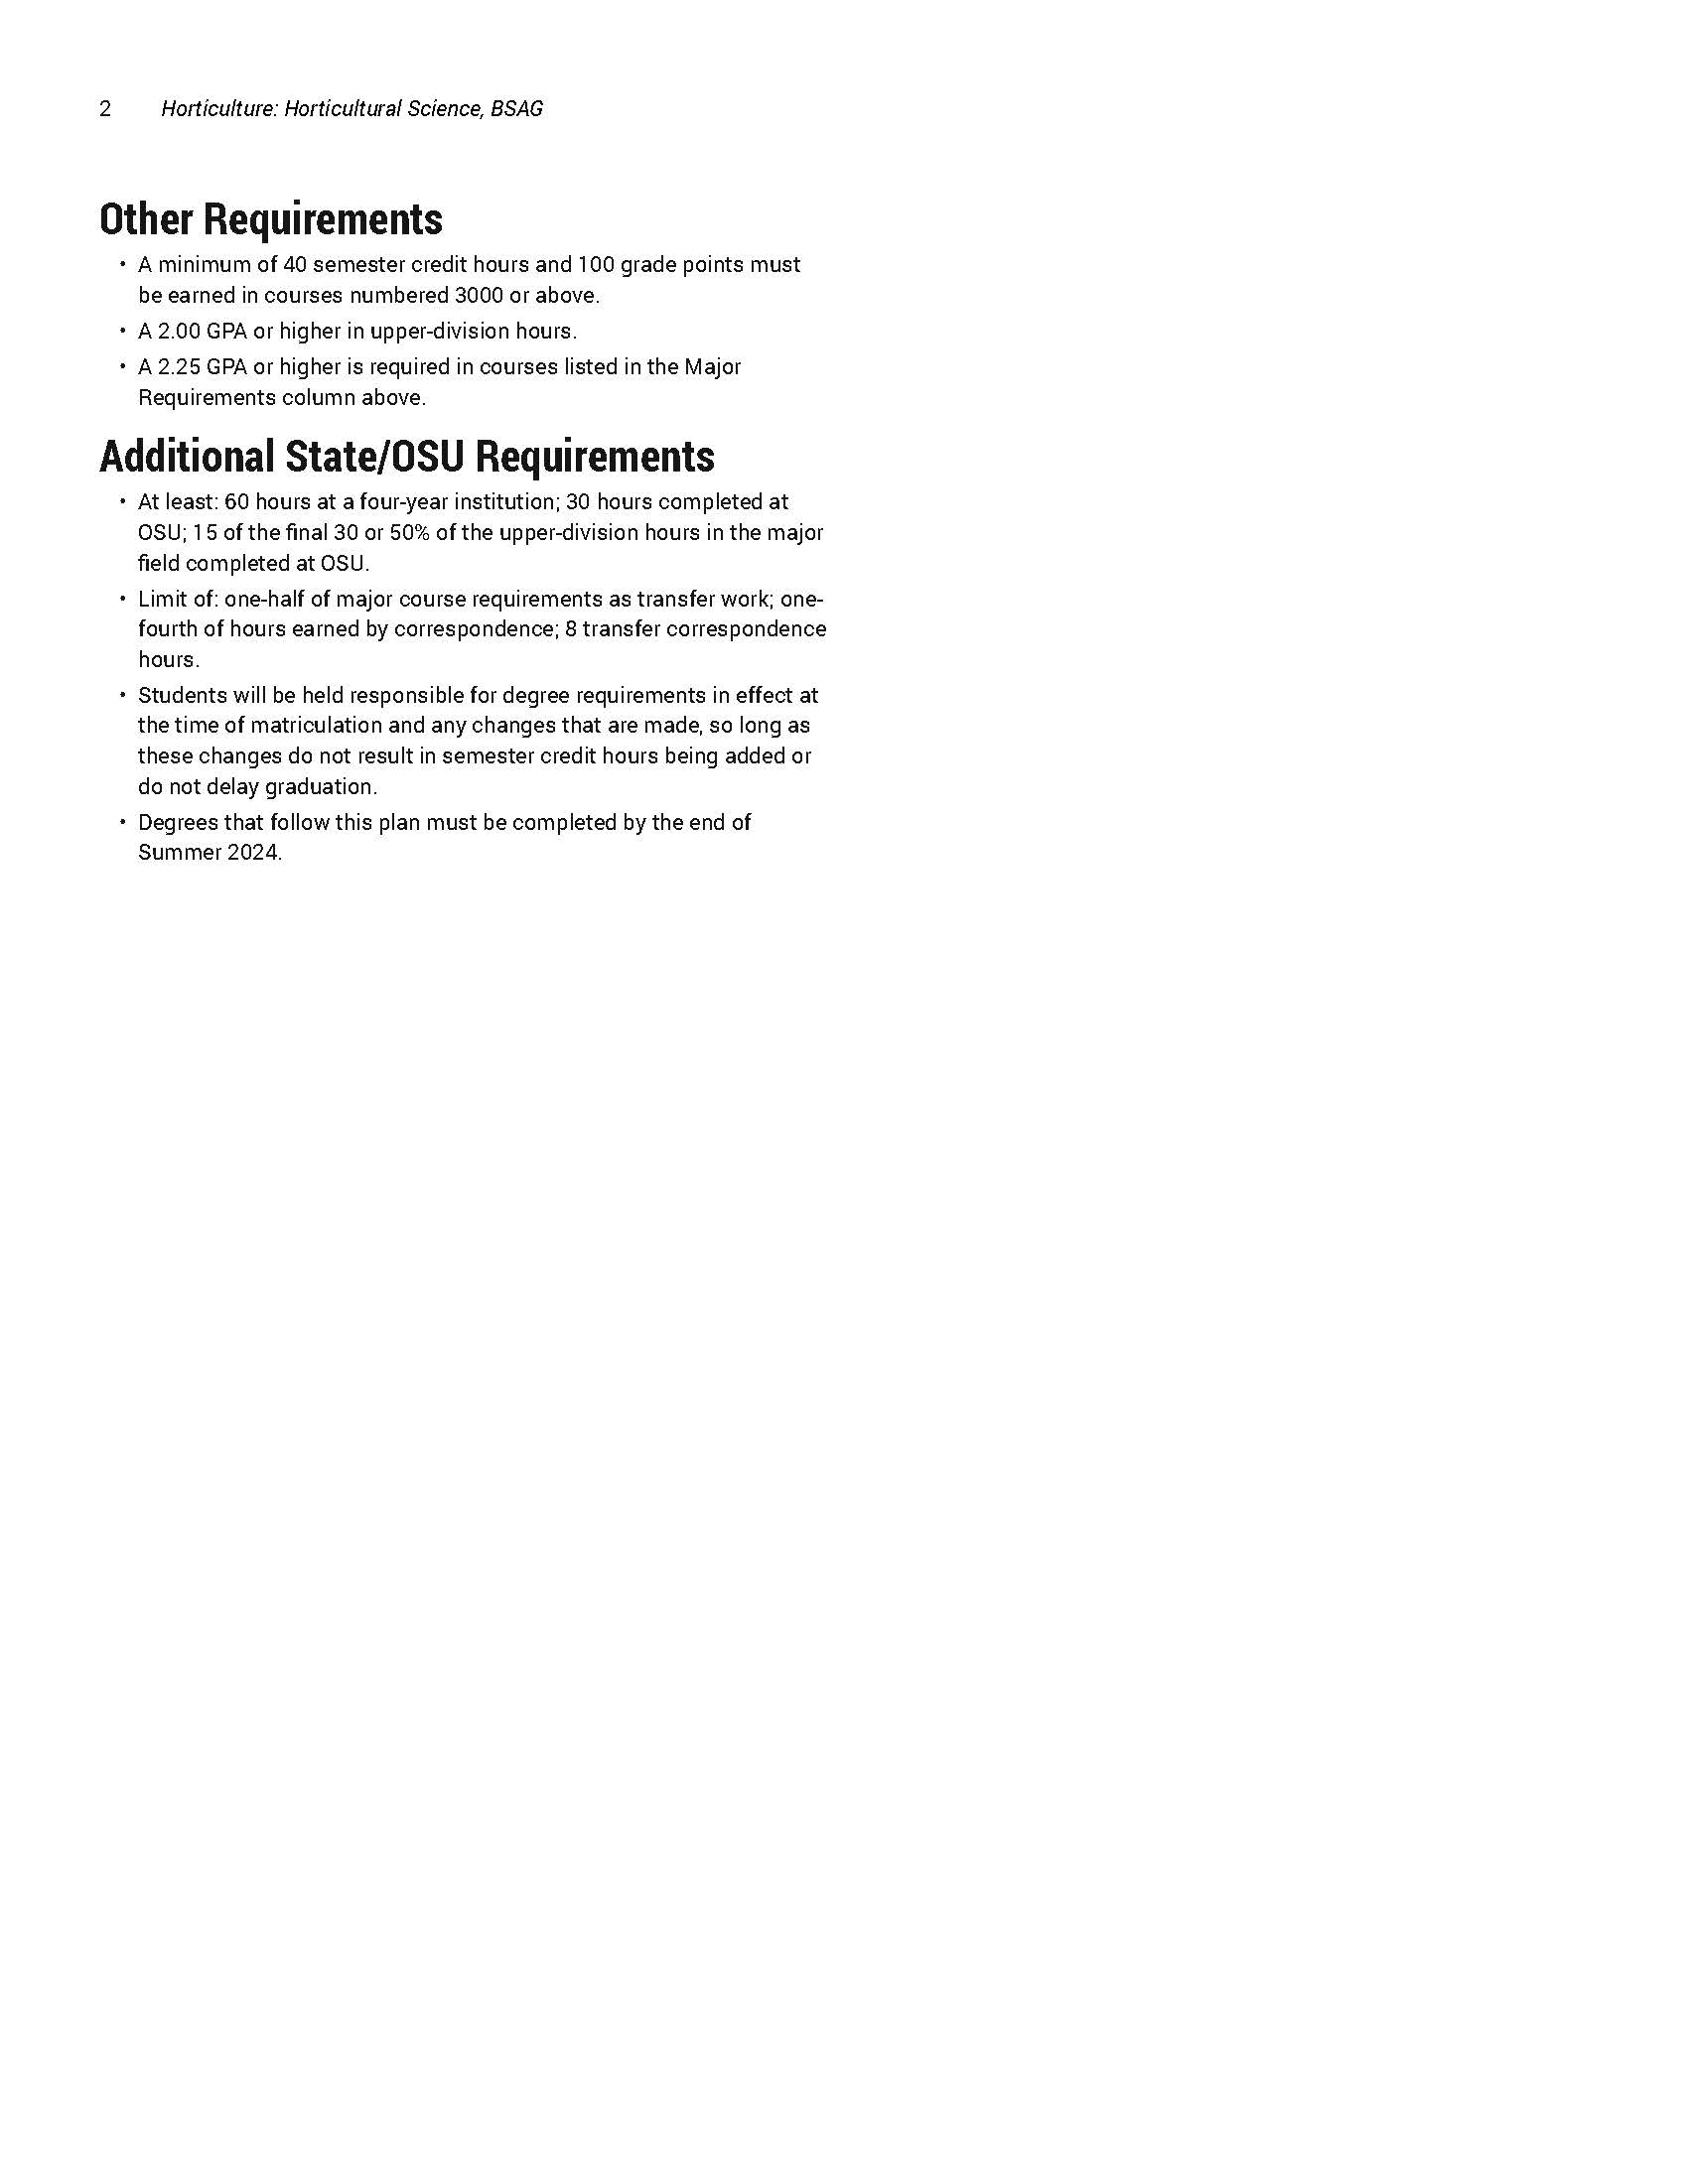 2 Horticulture: Horticultural Science, BSAG
Other Requirements
• A minimum of 40 semester credit hours and 100 grade points must
be earned in courses numbered 3000 or above.
• A 2.00 GPA or higher in upper-division hours.
• A 2.25 GPA or higher is required in courses listed in the Major
Requirements column above.
Additional State/OSU Requirements
• At least: 60 hours at a four-year institution; 30 hours completed at
OSU; 15 of the final 30 or 50% of the upper-division hours in the major
field completed at OSU.
• Limit of: one-half of major course requirements as transfer work; one-
fourth of hours earned by correspondence; 8 transfer correspondence
hours.
• Students will be held responsible for degree requirements in effect at
the time of matriculation and any changes that are made, so long as
these changes do not result in semester credit hours being added or
do not delay graduation.
• Degrees that follow this plan must be completed by the end of
Summer 2024.